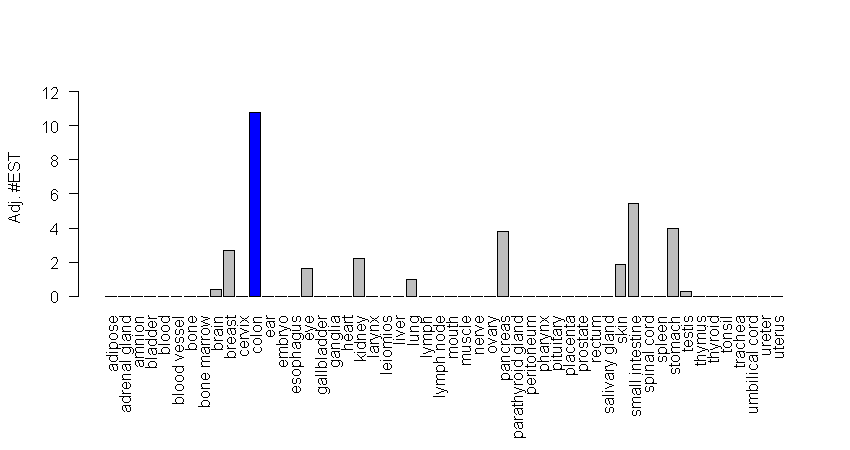 12
10
8
6
4
2
0
Adj. #EST
adipose
adrenal gland
amnion
bladder
blood
blood vessel
bone
bone marrow
brain
breast
cervix
colon
ear
embryo
esophagus
eye
gallbladder
ganglia
heart
kidney
larynx
leiomios
liver
lung
lymph
lymph node
mouth
muscle
nerve
ovary
pancreas
parathyroid gland
peritoneum
pharynx
pituitary
placenta
prostate
rectum
salivary gland
skin
small intestine
spinal cord
spleen
stomach
testis
thymus
thyroid
tonsil
trachea
umbilical cord
ureter
uterus